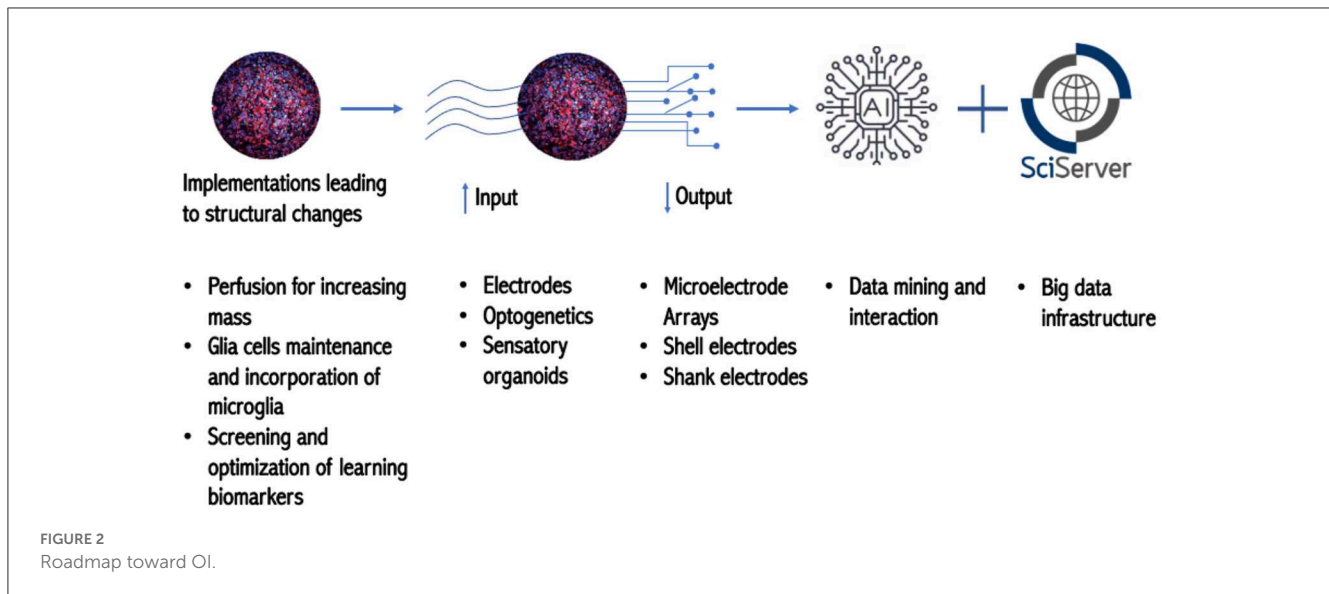 AI
SciServer
Implementations leading
to structural changes
Input
Output
• Perfusion for increasing
mass
• Glia cells maintenance
and incorporation of
microglia
• Screening and
optimization of learning
biomarkers
• Electrodes
• Optogenetics
• Sensatory
organoids
• Microelectrode
Arrays
• Shell electrodes
• Shank electrodes
• Data mining and
interaction
• Big data
infrastructure
FIGURE 2
Roadmap toward OI.